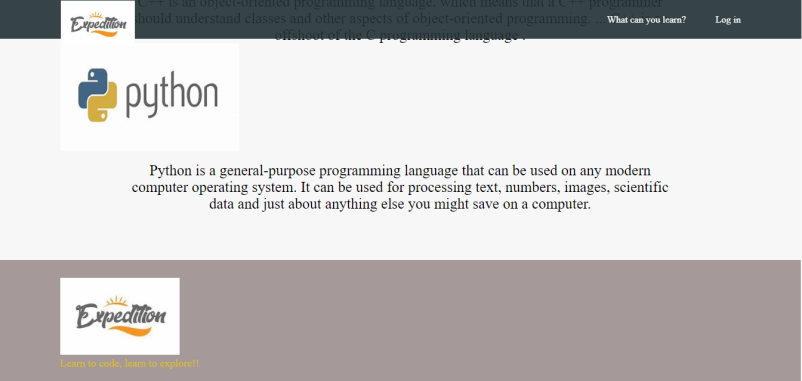 C ++ is an object-oriented programming language, which means that a C++ programmer
should understand classes and other aspects of object-oriented programming. ...
offshoot of the C programming language .
Expedition
What can you learn?
Log in
python
Python is a general-purpose programming language that can be used on any modern
computer operating system. It can be used for processing text, numbers, images, scientific
data and just about anything else you might save on a computer.
Expedition
Learn to code, learn to explore!!